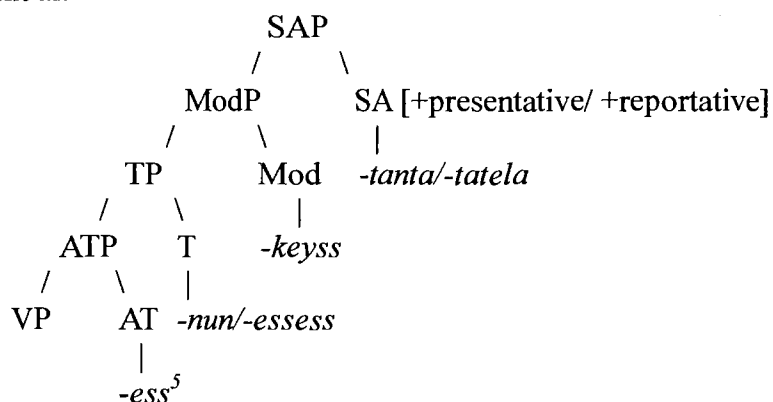 SAP
ModP SA [+presentative/ +reportative]
TP Mod -tanta/-tatela
ATP T -keyss
VP AT -nun/-essess
-ess5